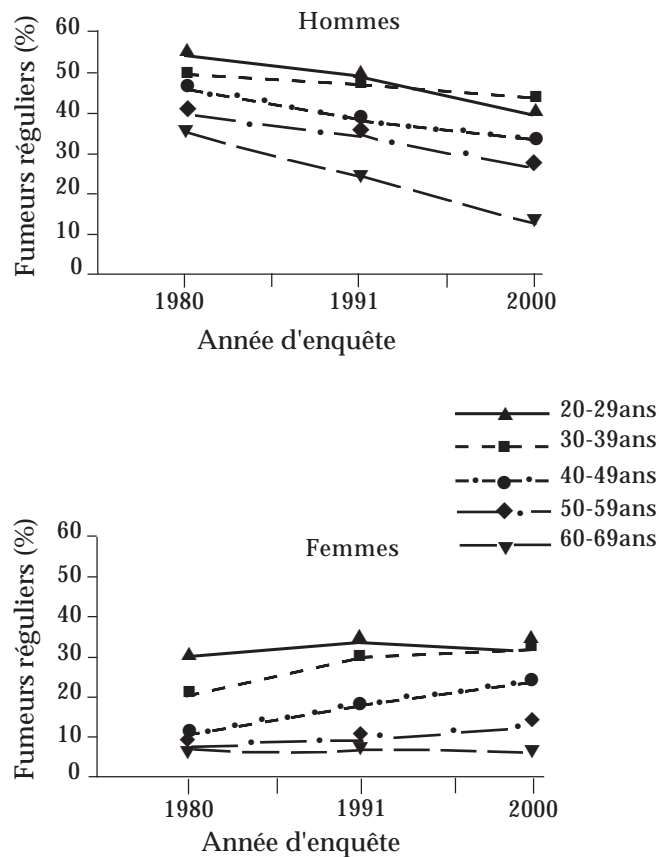 Hommes
Fumeurs réguliers (%)
60
50
40
30
20
10
0
1980 1991 2000
Année d'enquête
20-29ans
30-39ans
40-49ans
50-59ans
60-69ans
Femmes
Fumeurs réguliers (%)
60
50
40
30
20
10
0
1980 1991 2000
Année d'enquête